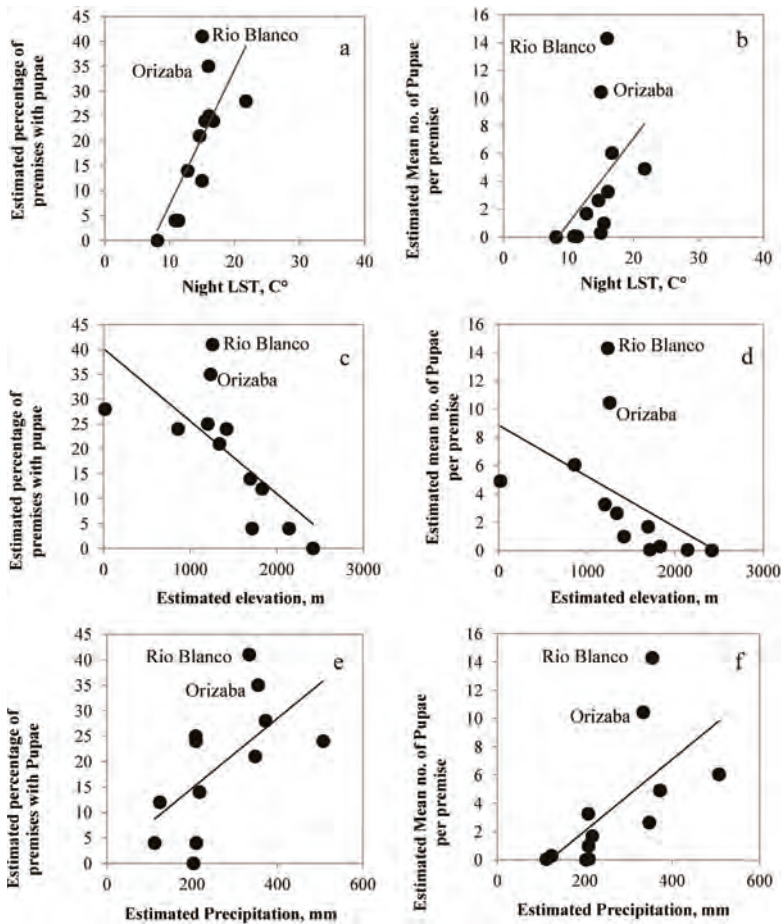 Estimated percentage of
premises with pupae
45
40
35
30
25
20
15
10
5
0
Rio Blanco
Orizaba
a
0
10
20
30
40
Night LST, C°
Estimated Mean no. of Pupae
per premise
16
14
12
10
8
6
4
2
0
Rio Blanco
Orizaba
b
0
10
20
30
40
Night LST, C°
Estimated percentage of
premises with pupae
45
40
35
30
25
20
15
10
5
0
Rio Blanco
Orizaba
c
0
1000
2000
3000
Estimated elevation, m
Estimated mean no. of Pupae
per premise
16
14
12
10
8
6
4
2
0
Rio Blanco
Orizaba
d
0
1000
2000
3000
Estimated elevation, m
Estimated percentage of
premises with Pupae
45
40
35
30
25
20
15
10
5
0
Rio Blanco
Orizaba
e
0
200
400
600
Estimated Precipitation, mm
Estimated Mean no. of Pupae
per premise
16
14
12
10
8
6
4
2
0
Rio Blanco
Orizaba
f
0
200
400
600
Estimated Precipitation, mm